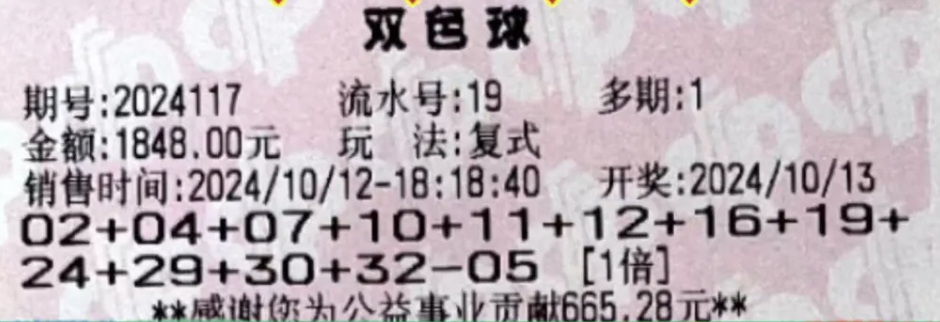 双色球
期号:2024117 流水号:19 多期:1
金额:1848.00元 玩 法:复式
销售时间:2024/10/12-18:18:40 开奖:2024/10/13
02+04+07+10+11+12+16+19+
24+29+30+32-05 [1倍]
**感谢您为公益事业贡献665.28元**